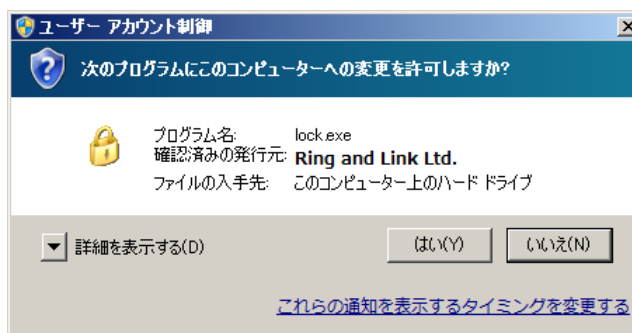 ユーザー アカウント制御
次のプログラムにこのコンピューターへの変更を許可しますか?
プログラム名: lock.exe
確認済みの発行元: Ring and Link Ltd.
ファイルの入手先: このコンピューター上のハード ドライブ
詳細を表示する(D) はい(Y) いいえ(N)
これらの通知を表示するタイミングを変更する